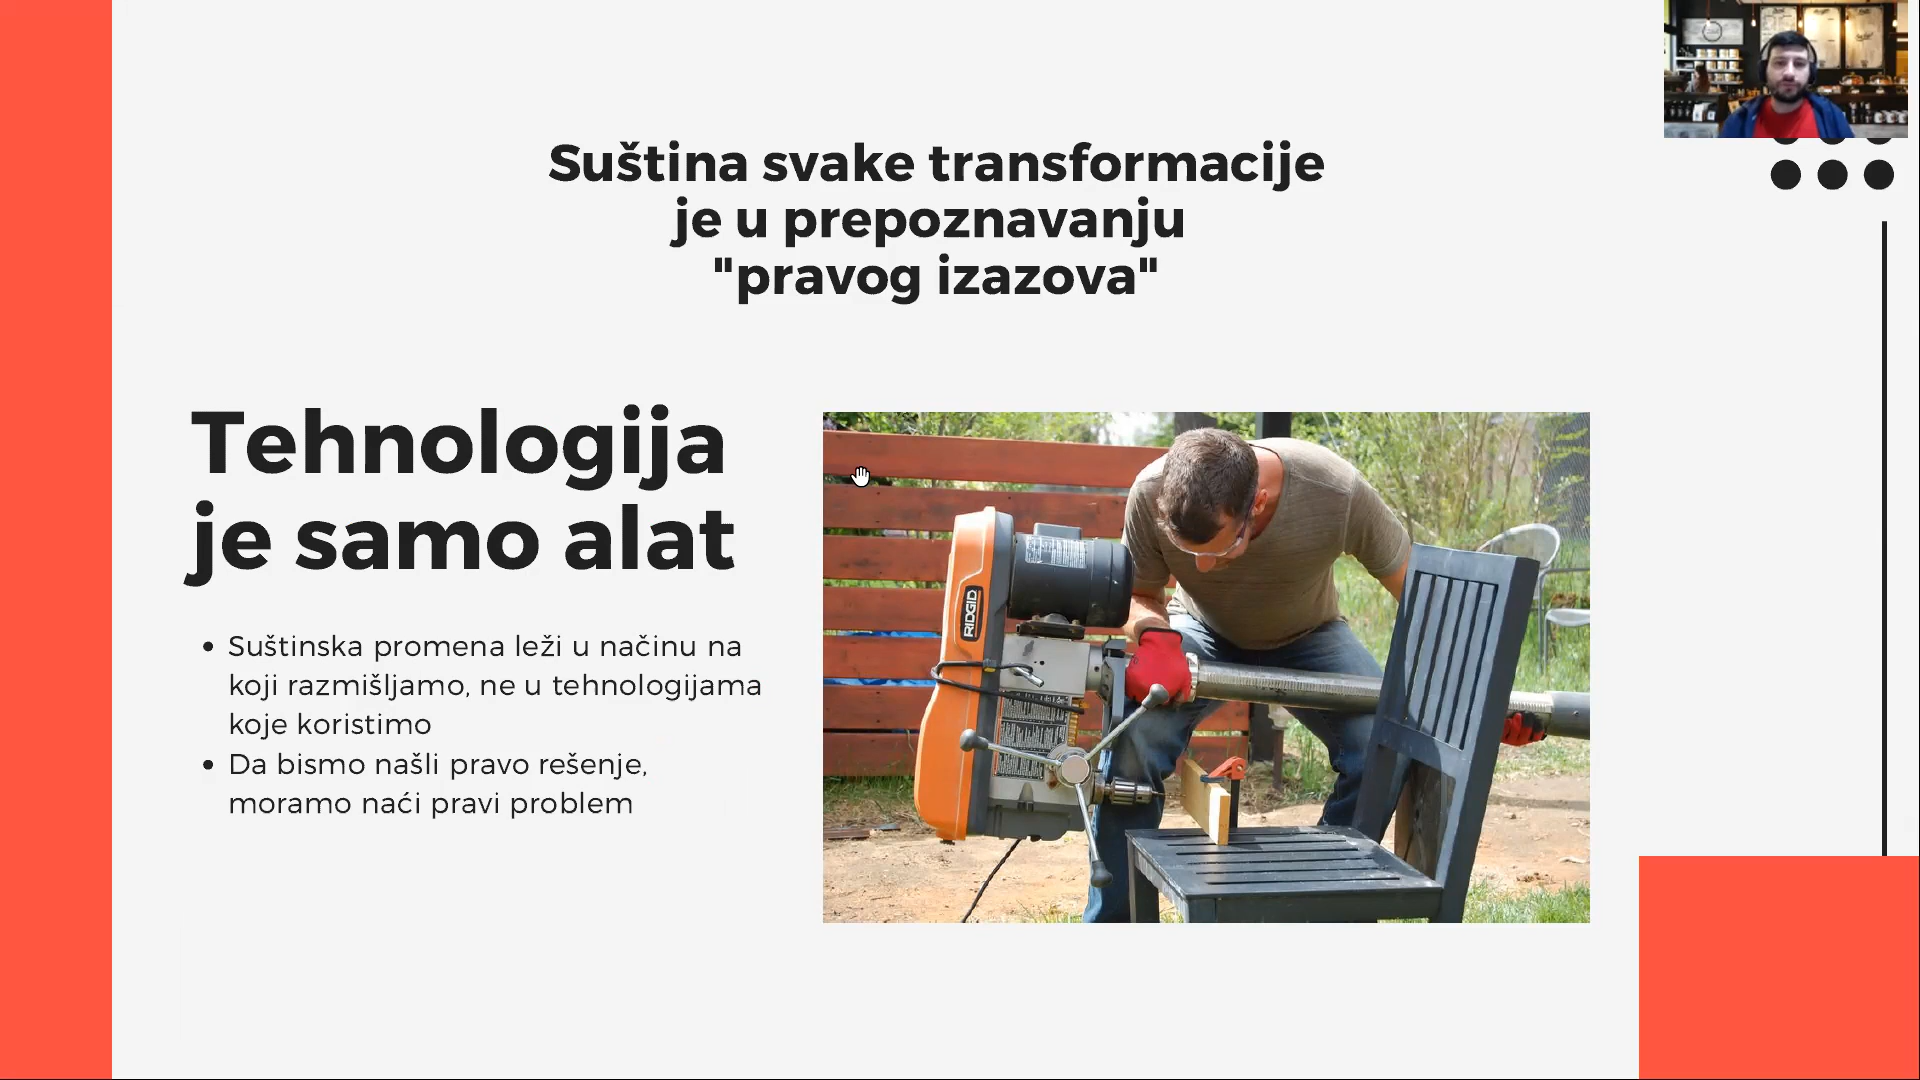 Suština svake transformacije
je u prepoznavanju
"pravog izazova"
Tehnologija
je samo alat
• Suštinska promena leži u načinu na
koji razmišljamo, ne u tehnologijama
koje koristimo
• Da bismo našli pravo rešenje,
moramo naći pravi problem
RIDGID